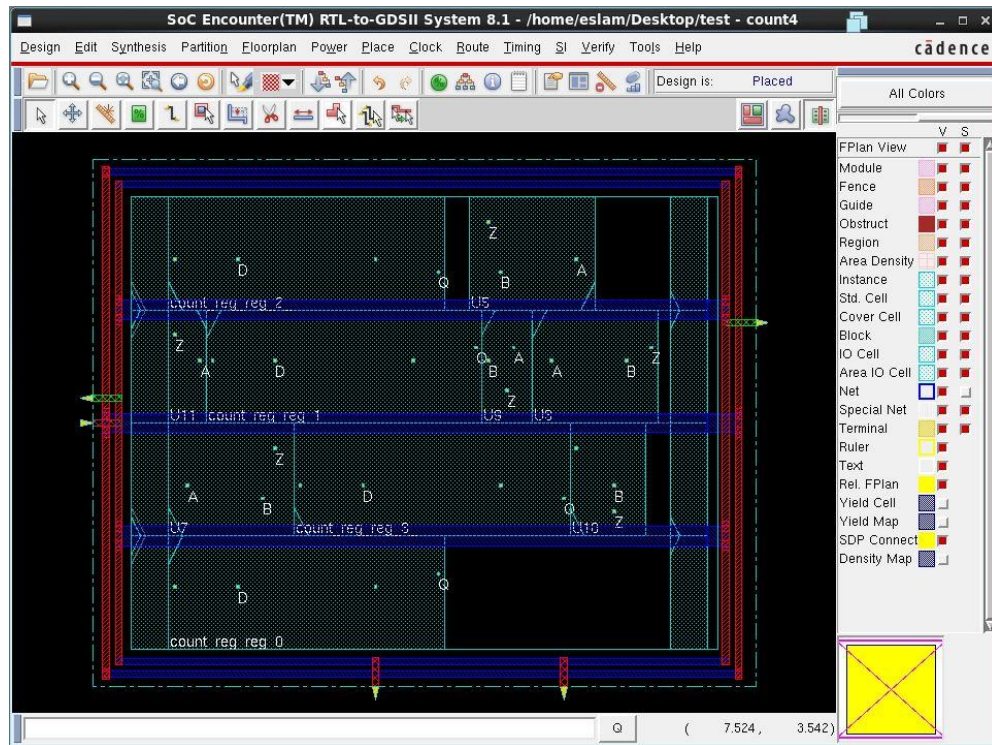 SoC Encounter(TM) RTL-to-GDSII System 8.1 - /home/eslam/Desktop/test - count4
Design Edit Synthesis Partition Floorplan Power Place Clock Route Timing SI Verify Tools Help
cādence
Design is: Placed
All Colors
V S
FPlan View
Module
Fence
Guide
Obstruct
Region
Area Density
Instance
Std. Cell
Cover Cell
Block
IO Cell
Area IO Cell
Net
Special Net
Terminal
Ruler
Text
Rel. FPlan
Yield Cell
Yield Map
SDP Connect
Density Map
Z
D Q B A
count_reg_reg_2 U5
Z Q A Z
A D B A B
Z
U11 count_reg_reg_1 U9 U8
Z
A B D Q B
Z
U7 count_reg_reg_3 U10
D Q
count_reg_reg_0
Q ( 7.524, 3.542)